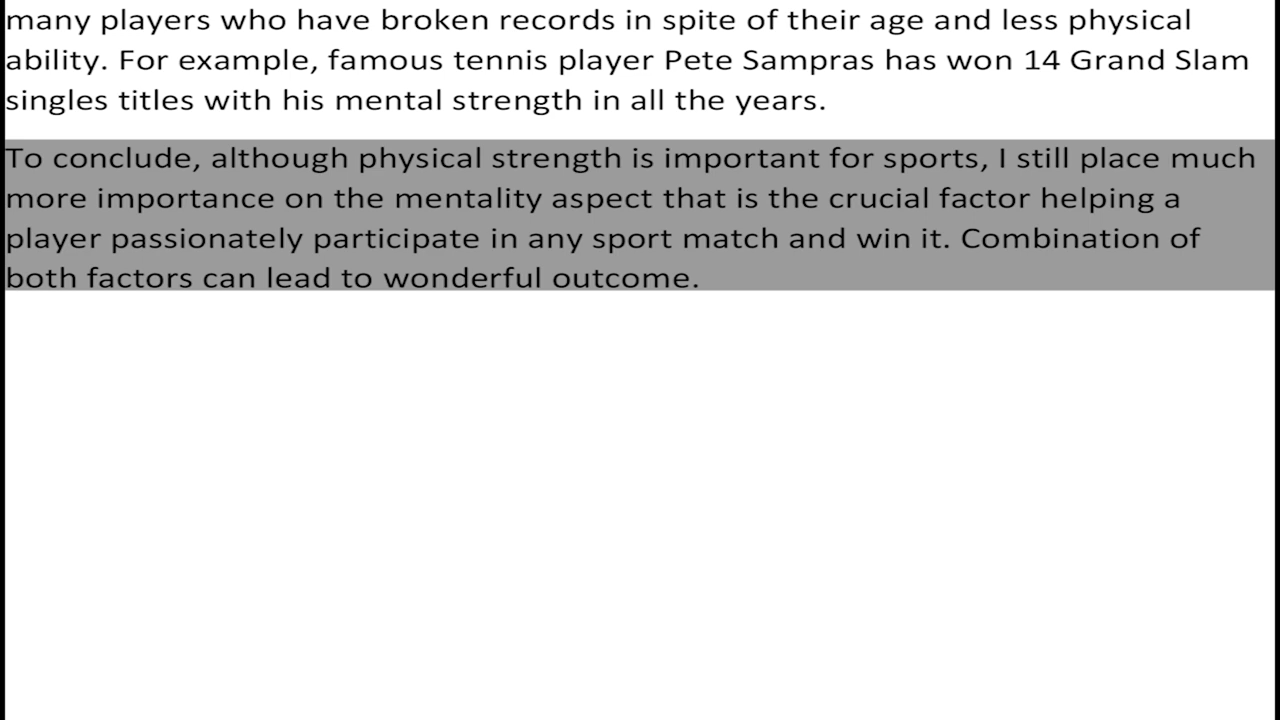 many players who have broken records in spite of their age and less physical
ability. For example, famous tennis player Pete Sampras has won 14 Grand Slam
singles titles with his mental strength in all the years.
To conclude, although physical strength is important for sports, I still place much
more importance on the mentality aspect that is the crucial factor helping a
player passionately participate in any sport match and win it. Combination of
both factors can lead to wonderful outcome.